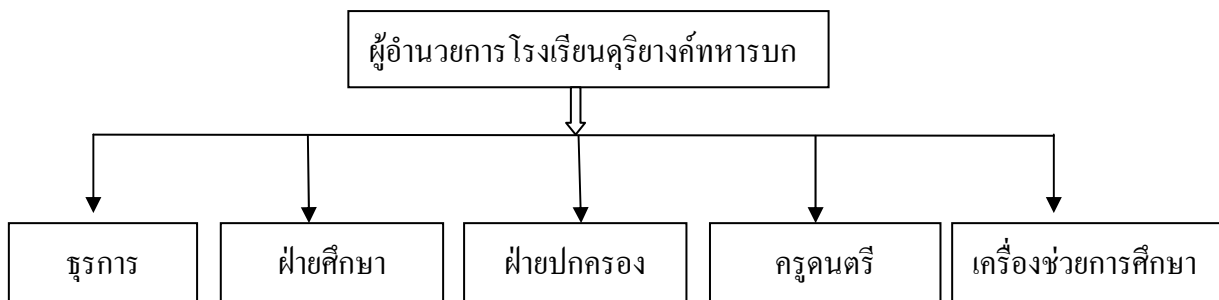 ผู้อำนวยการโรงเรียนดุริยางค์ทหารบก
ธุรการ
ฝ่ายศึกษา
ฝ่ายปกครอง
ครูดนตรี
เครื่องช่วยการศึกษา